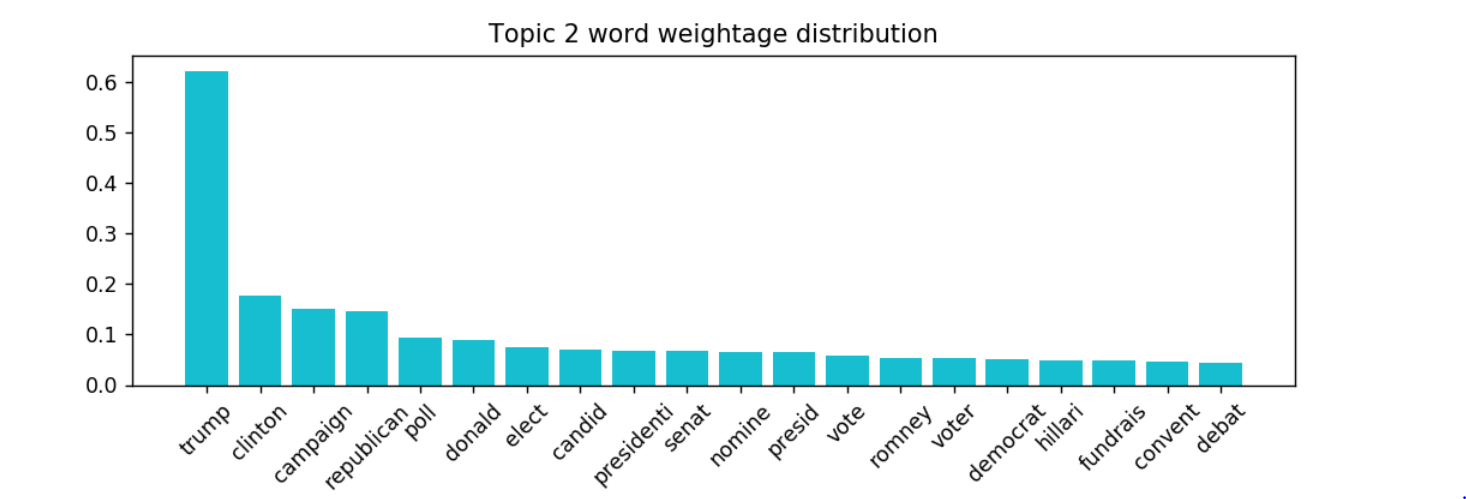 Topic 2 word weightage distribution
0.6
0.5
0.4
0.3
0.2
0.1
0.0
trump
clinton
campaign
republican
poll
donald
elect
candid
presidenti
senat
nomine
presid
vote
romney
voter
democrat
hillari
fundrais
convent
debat